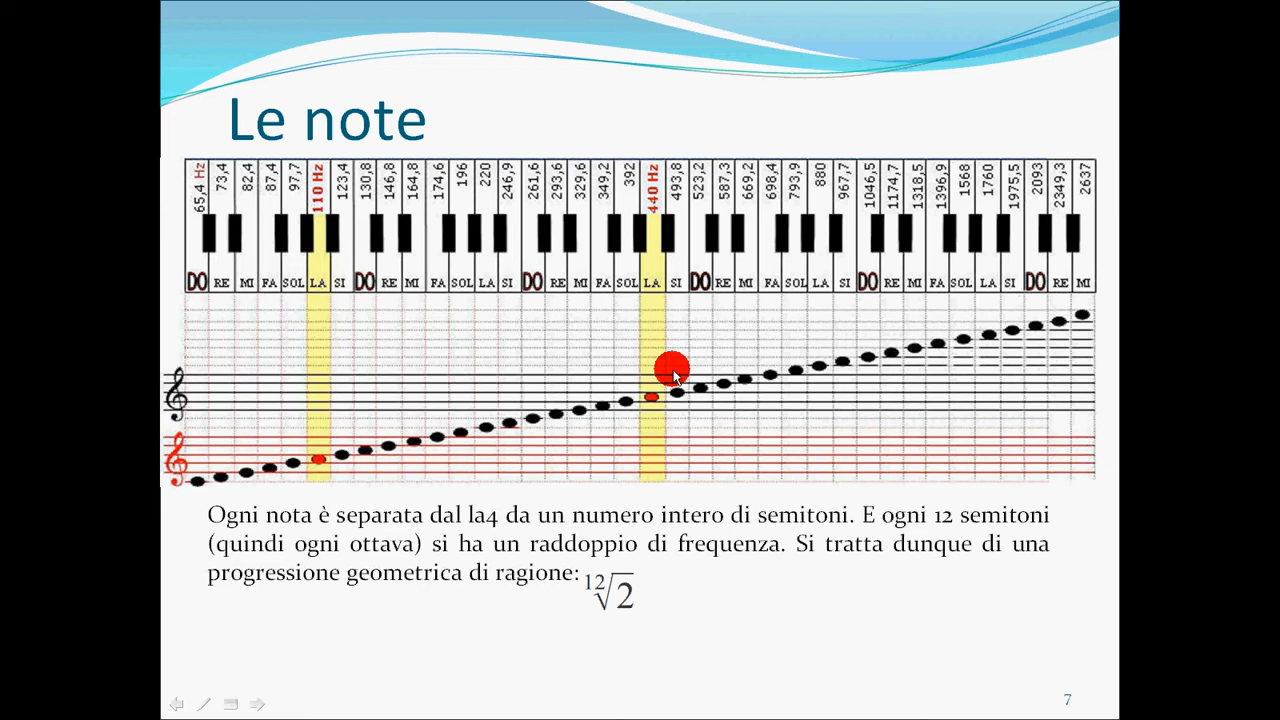 Le note
65,4 Hz 73,4 82,4 87,4 97,7 110 Hz 123,4 130,8 146,8 164,8 174,6 196 220 246,9 261,6 293,6 329,6 349,2 392 440 Hz 493,8 523,2 587,3 669,2 698,4 793,9 880 967,7 1046,5 1174,7 1318,5 1396,9 1568 1760 1975,5 2093 2349,3 2637
DO RE MI FA SOL LA SI DO RE MI FA SOL LA SI DO RE MI FA SOL LA SI DO RE MI FA SOL LA SI DO RE MI FA SOL LA SI DO RE MI
Ogni nota è separata dal la4 da un numero intero di semitoni. E ogni 12 semitoni
(quindi ogni ottava) si ha un raddoppio di frequenza. Si tratta dunque di una
progressione geometrica di ragione: 12√2
7